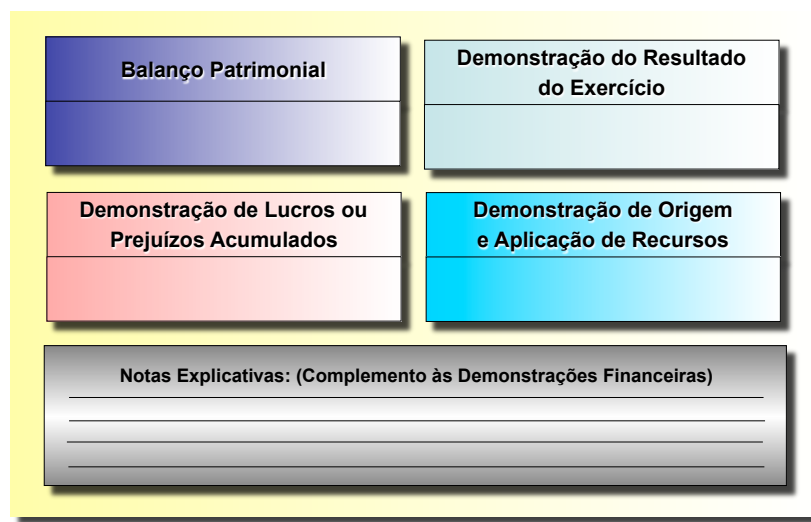 Balanço Patrimonial
Demonstração do Resultado
do Exercício
Demonstração de Lucros ou
Prejuízos Acumulados
Demonstração de Origem
e Aplicação de Recursos
Notas Explicativas: (Complemento às Demonstrações Financeiras)